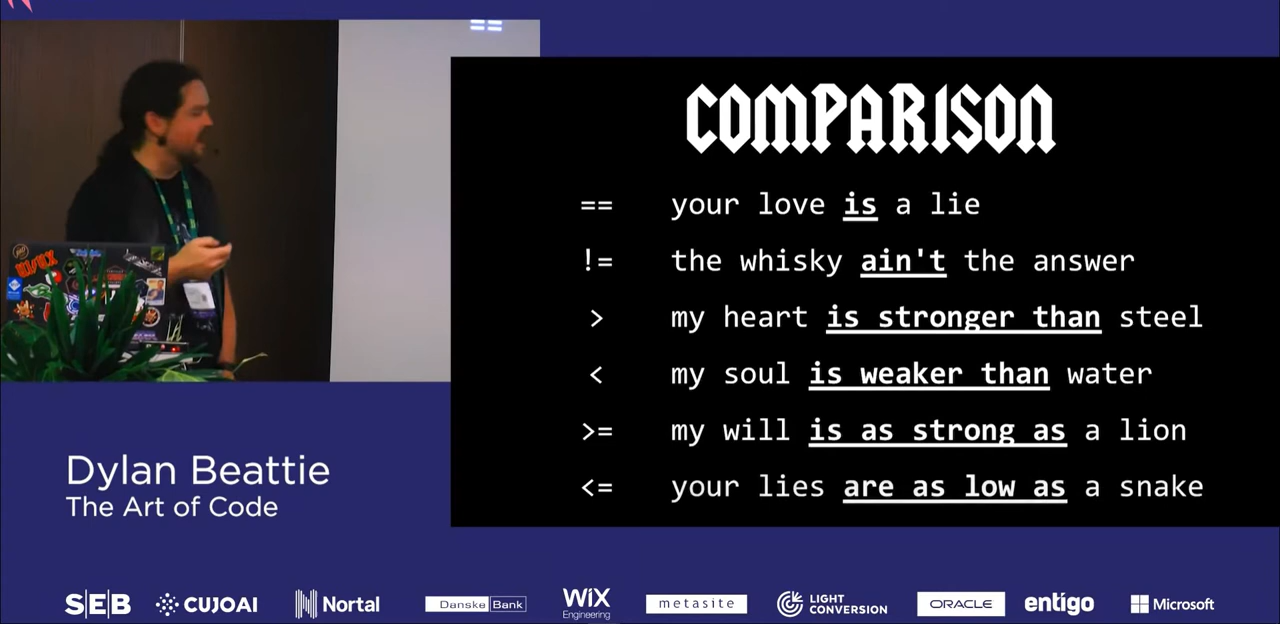 ==
COMPARISON
== your love is a lie
!= the whisky ain't the answer
> my heart is stronger than steel
< my soul is weaker than water
>= my will is as strong as a lion
<= your lies are as low as a snake
Dylan Beattie
The Art of Code
SEB CUJOAI Nortal Danske Bank WiX Engineering metasite LIGHT CONVERSION ORACLE entigo Microsoft